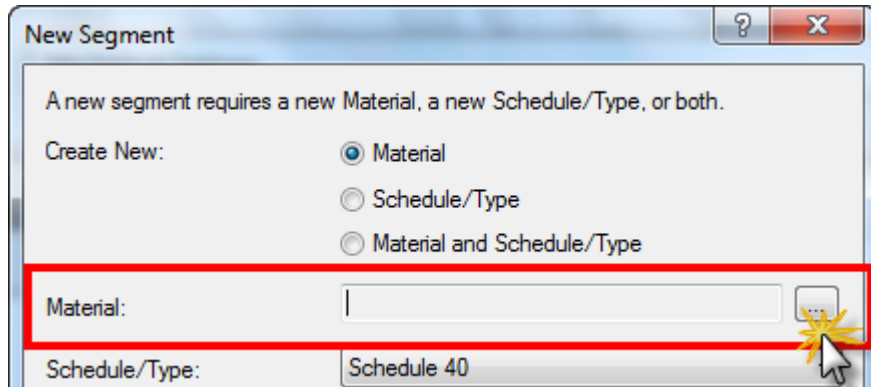 New Segment
A new segment requires a new Material, a new Schedule/Type, or both.
Create New:
Material
Schedule/Type
Material and Schedule/Type
Material:
...
Schedule/Type:
Schedule 40